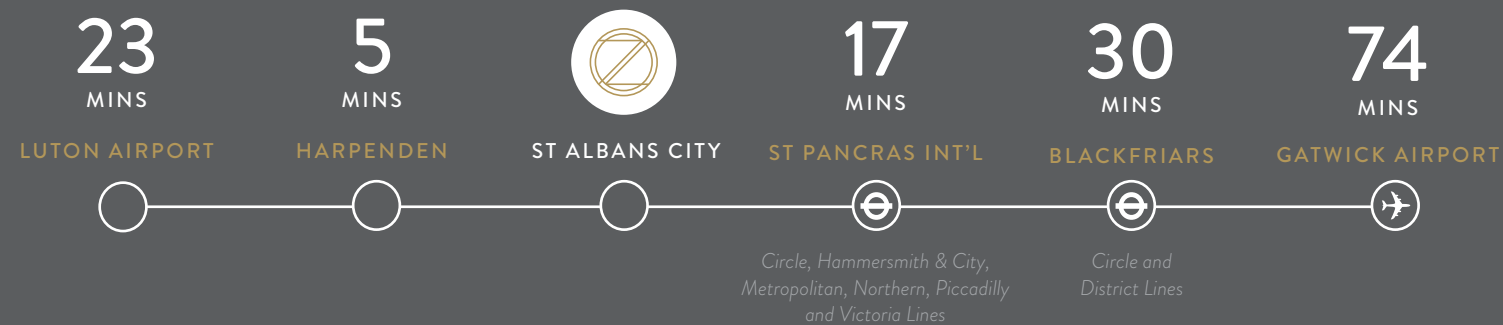 23
MINS
LUTON AIRPORT
5
MINS
HARPENDEN
ST ALBANS CITY
17
MINS
ST PANCRAS INT'L
Circle, Hammersmith & City,
Metropolitan, Northern, Piccadilly
and Victoria Lines
30
MINS
BLACKFRIARS
Circle and
District Lines
74
MINS
GATWICK AIRPORT